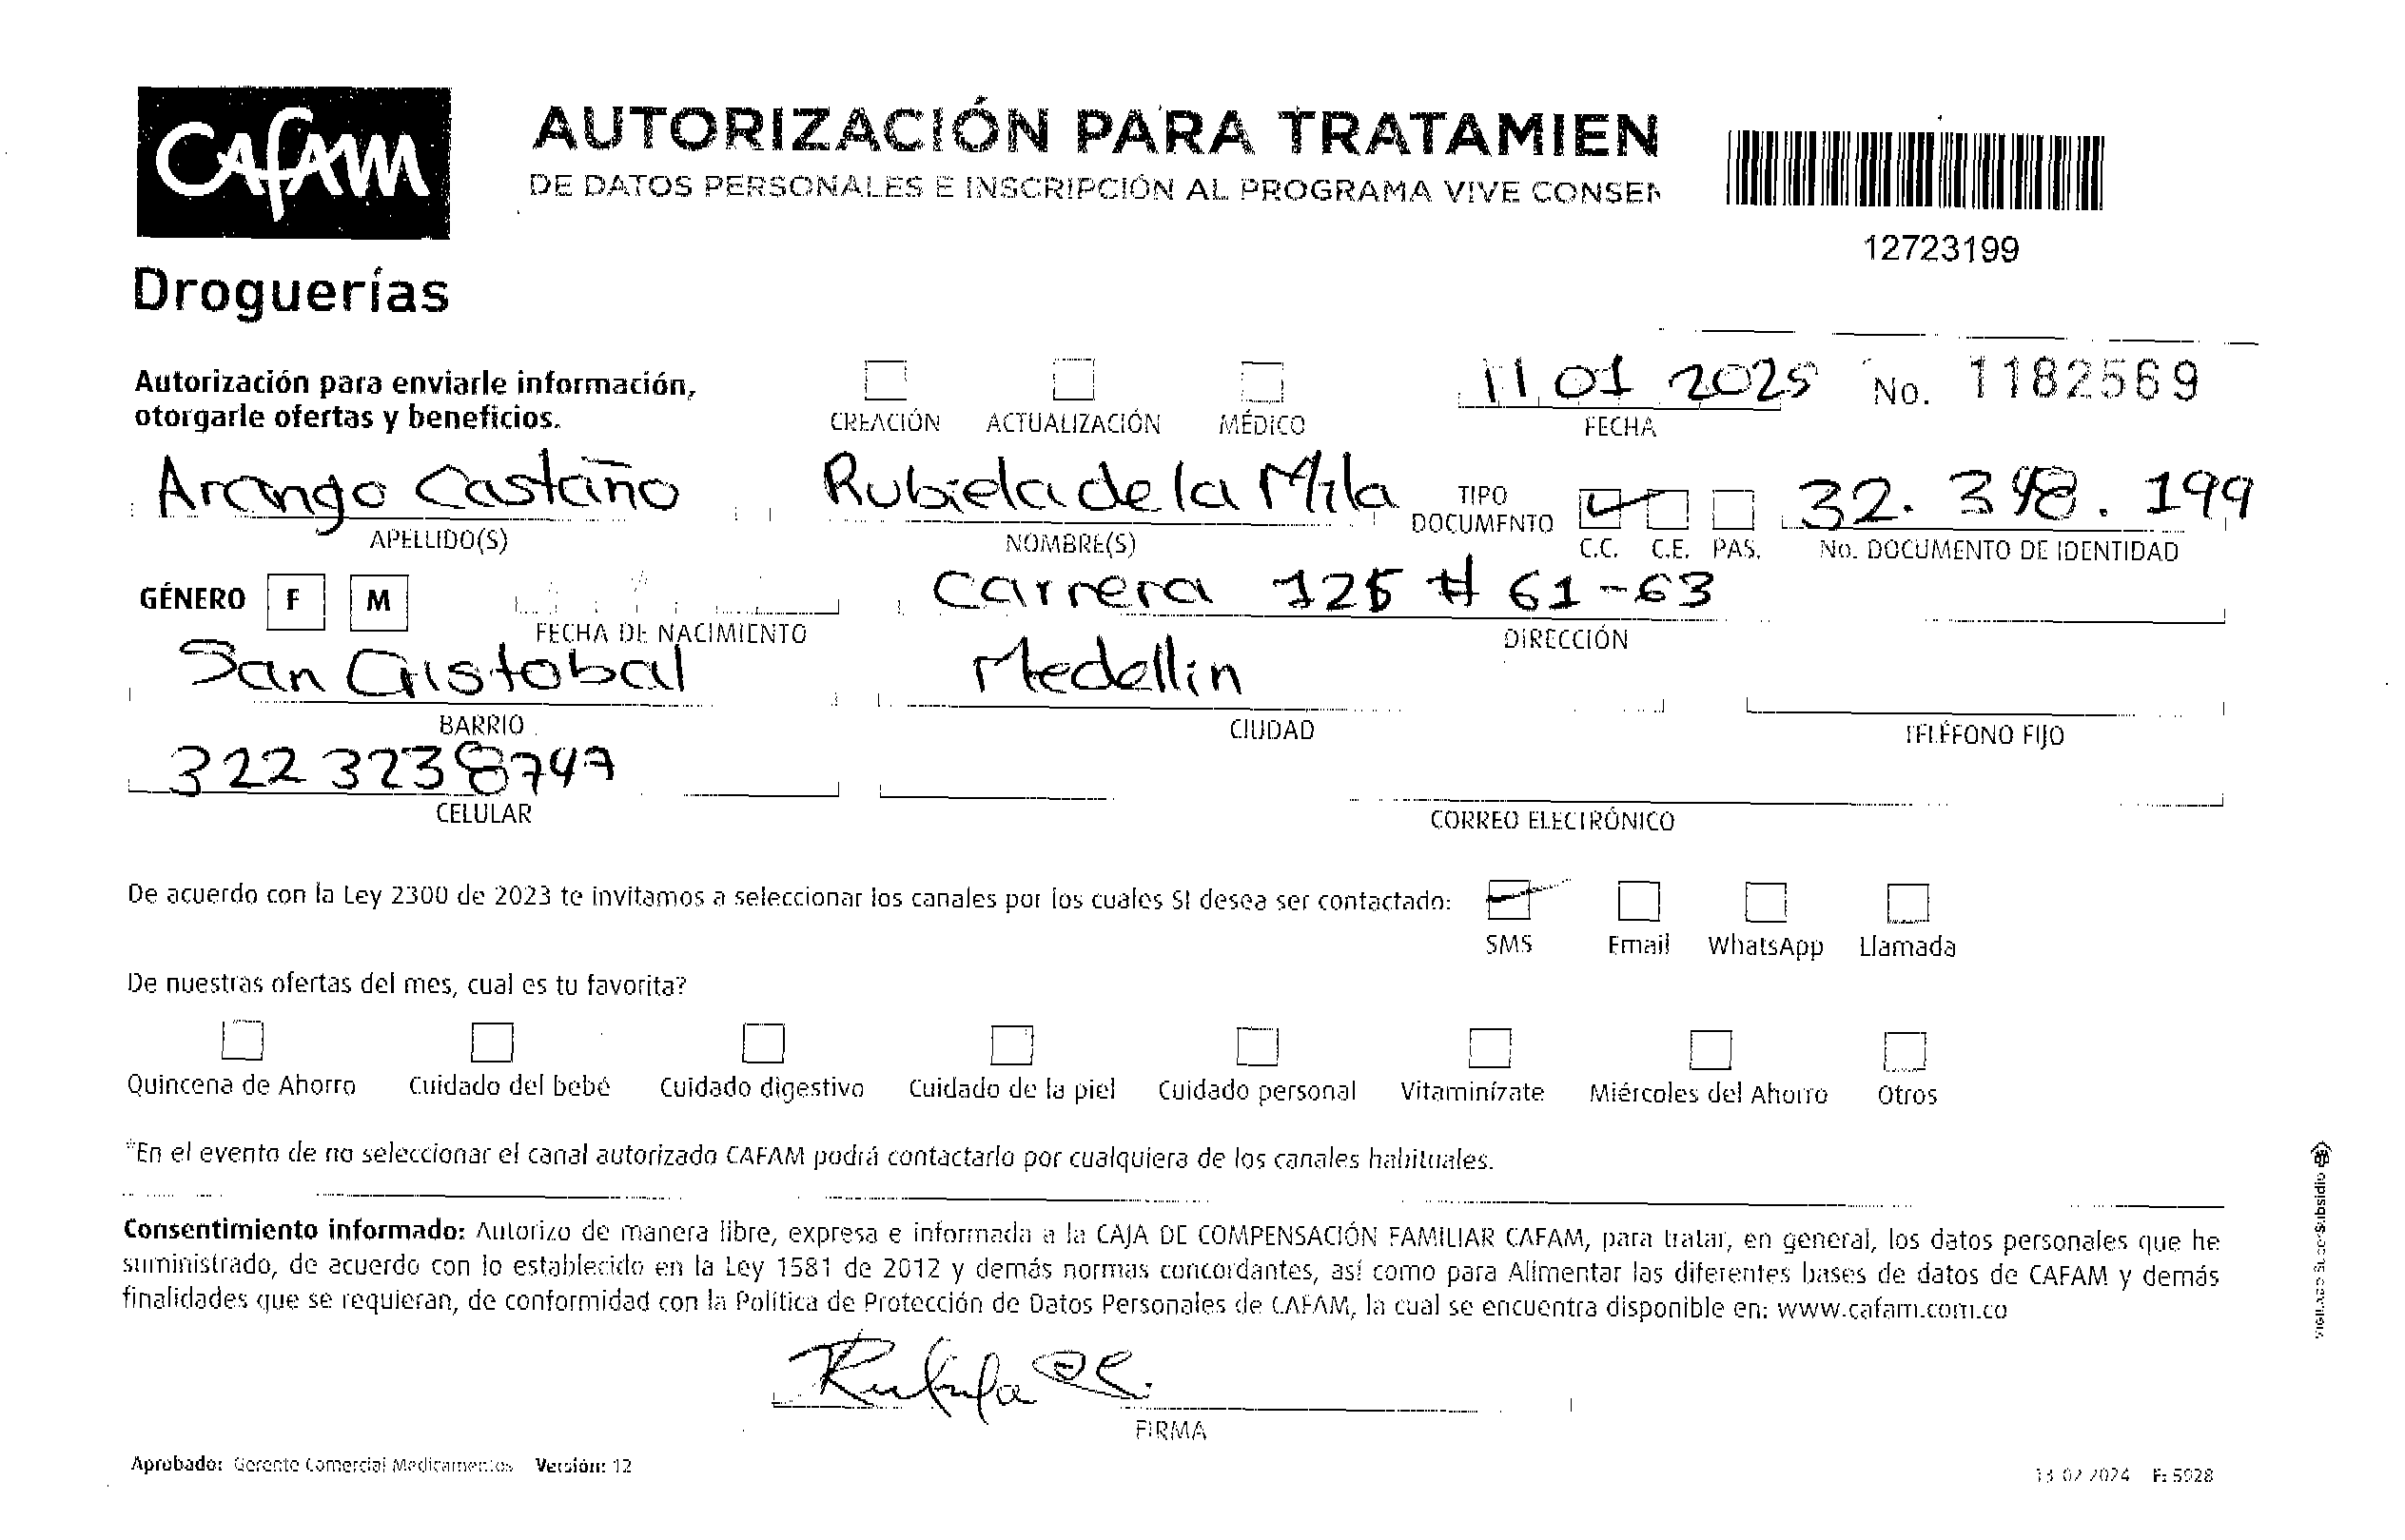 CAFAM
Droguerías
AUTORIZACIÓN PARA TRATAMIEN
DE DATOS PERSONALES E INSCRIPCIÓN AL PROGRAMA VIVE CONSEN
12723199
Autorización para enviarle información,
otorgarle ofertas y beneficios.
CREACIÓN ACTUALIZACIÓN MÉDICO
11 01 2025
FECHA
No. 1182569
Arango Castaño Rubiela de la Mila
APELLIDO(S) NOMBRE(S)
TIPO DOCUMENTO C.C. C.E. PAS.
32. 198
No. DOCUMENTO DE IDENTIDAD
GÉNERO F M
FECHA DE NACIMIENTO
Carrera # 61-63
DIRECCIÓN
San Cristobal Medellin
BARRIO CIUDAD TELÉFONO FIJO
322 3238747
CELULAR CORREO ELECTRÓNICO
De acuerdo con la Ley 2300 de 2023 te invitamos a seleccionar los canales por los cuales SI desea ser contactado:
SMS Email WhatsApp Llamada
De nuestras ofertas del mes, cual es tu favorita?
Quincena de Ahorro Cuidado del bebé Cuidado digestivo Cuidado de la piel Cuidado personal Vitaminízate Miércoles del Ahorro Otros
*En el evento de no seleccionar el canal autorizado CAFAM podrá contactarlo por cualquiera de los canales habituales.
Consentimiento informado: Autorizo de manera libre, expresa e informada a la CAJA DE COMPENSACIÓN FAMILIAR CAFAM, para tratar, en general, los datos personales que he
suministrado, de acuerdo con lo establecido en la Ley 1581 de 2012 y demás normas concordantes, así como para Alimentar las diferentes bases de datos de CAFAM y demás
finalidades que se requieran, de conformidad con la Política de Protección de Datos Personales de CAFAM, la cual se encuentra disponible en: www.cafam.com.co
FIRMA
Aprobado: Gerente Comercial Medicamentos Versión: 12
13 02 2024 F: 5928